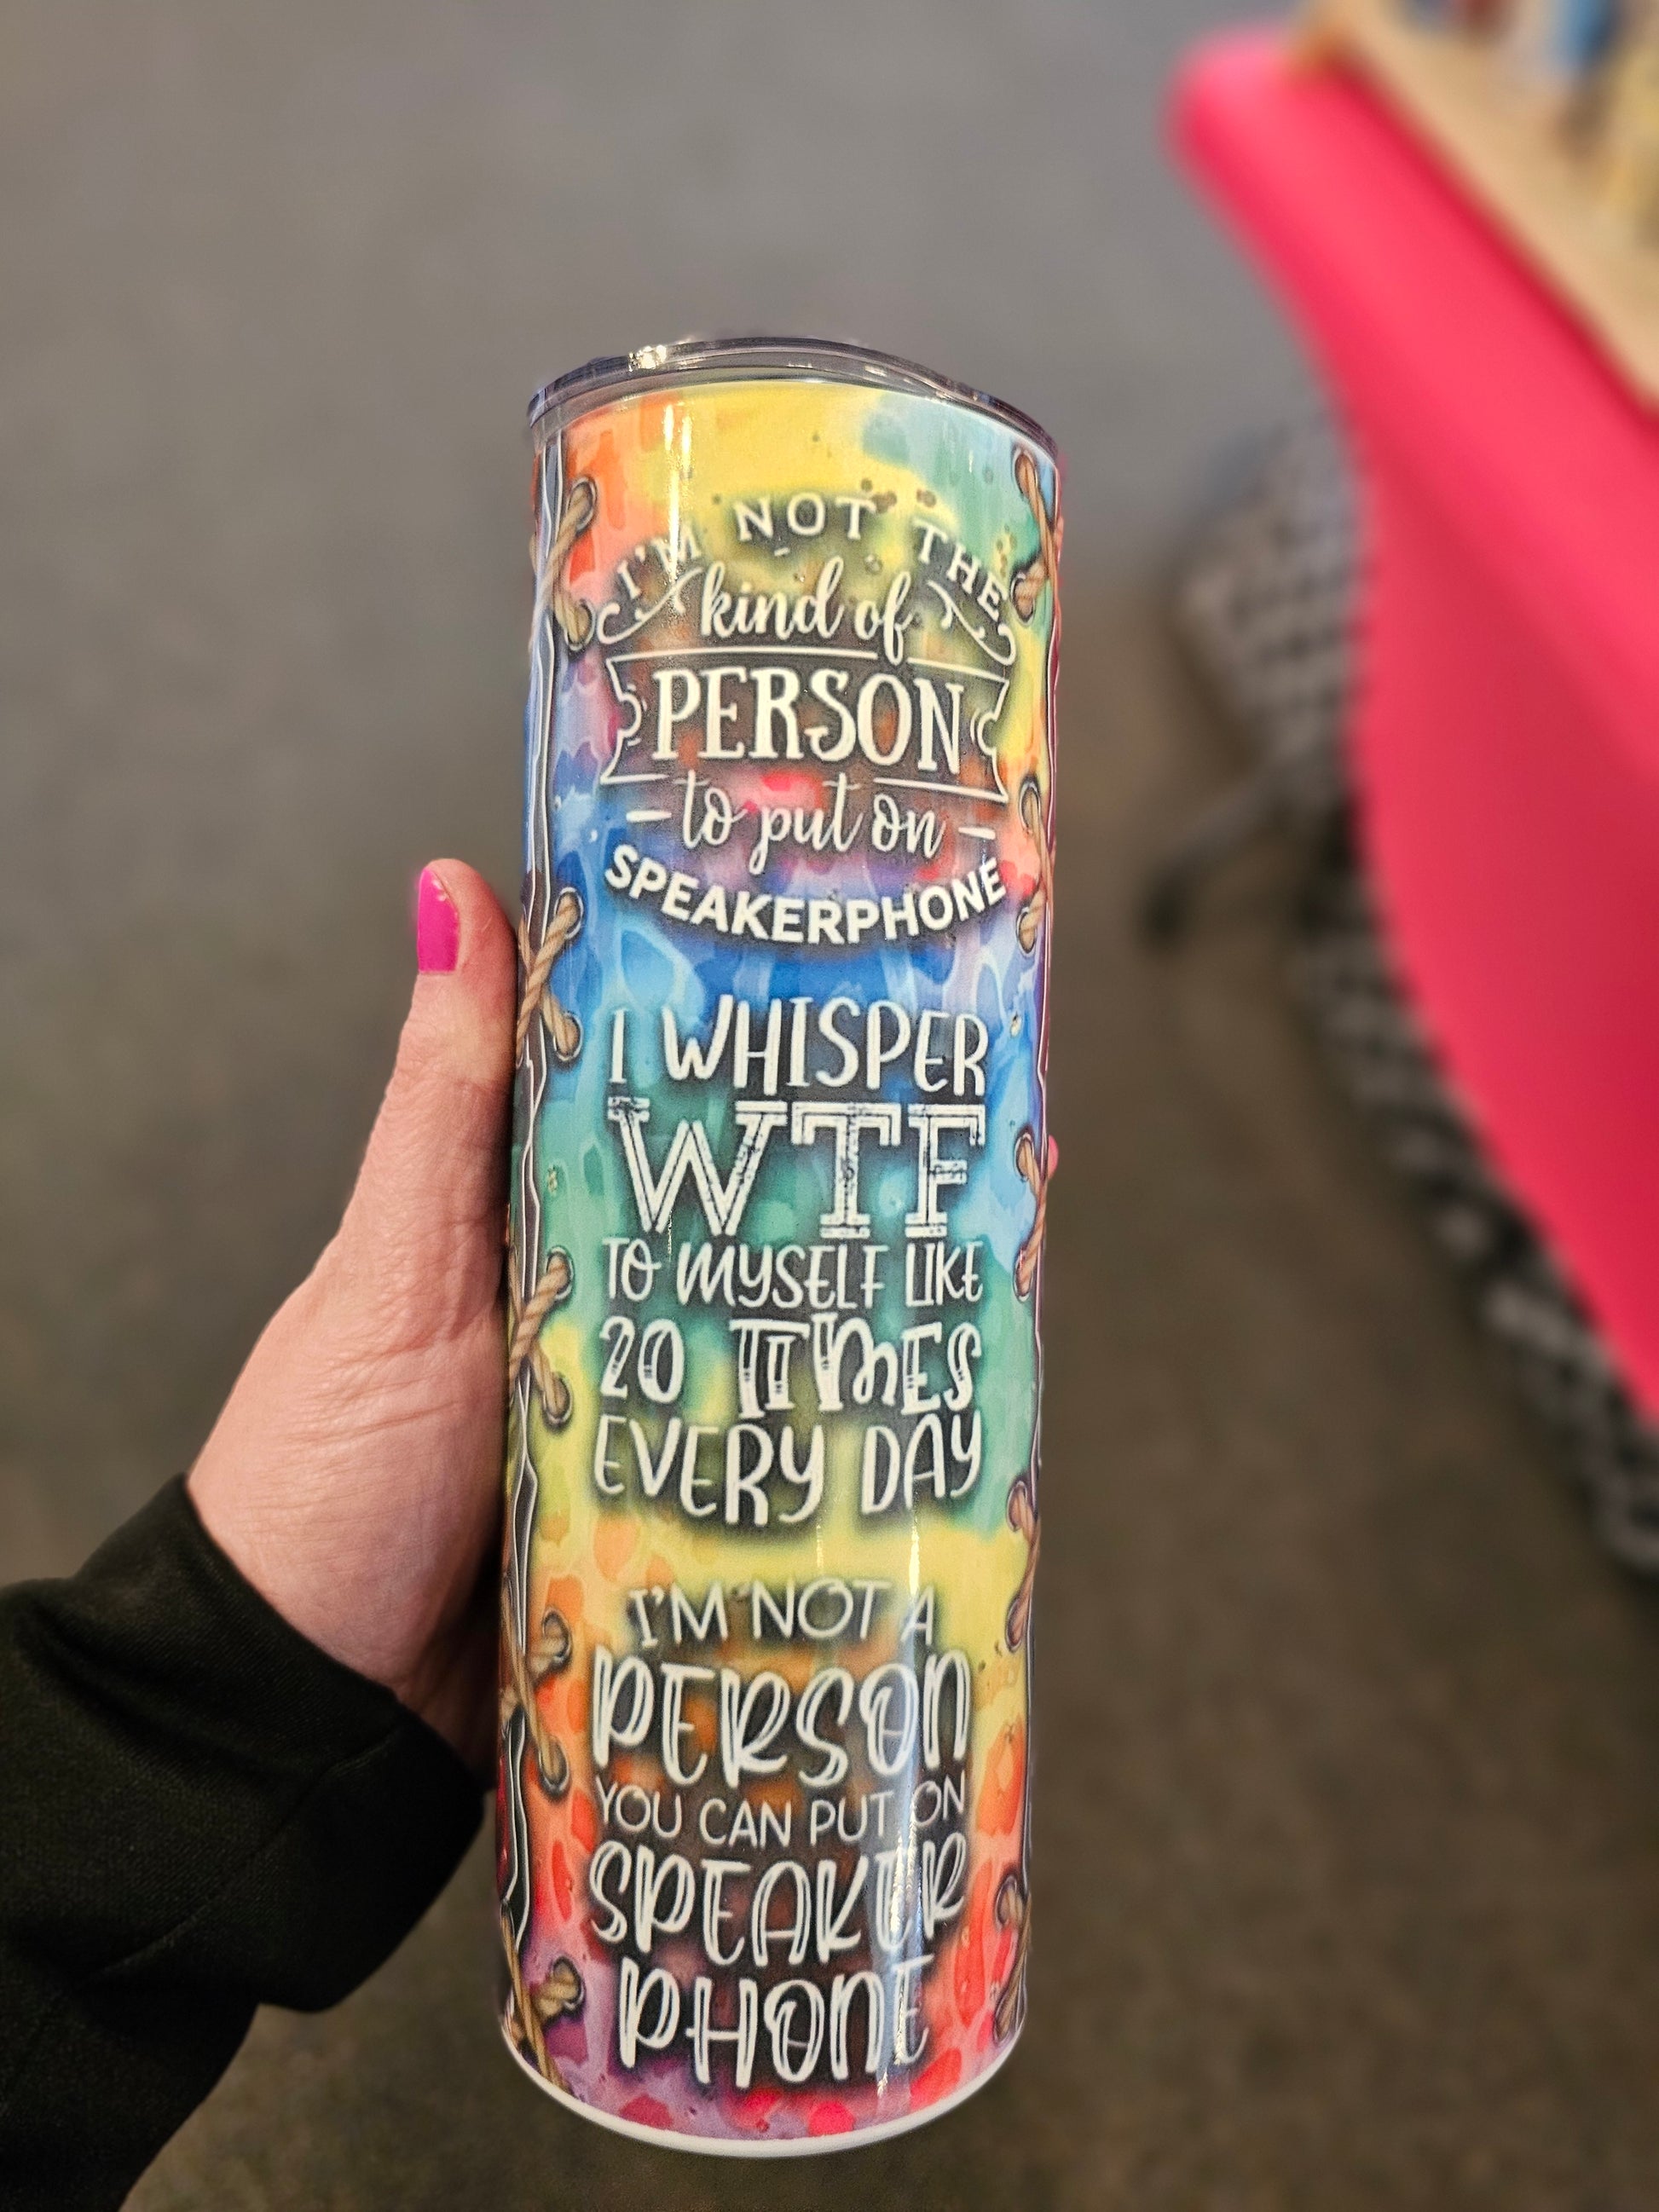 I'M NOT THE
kind of
PERSON
to put on
SPEAKERPHONE
I WHISPER
WTF
TO MYSELF LIKE
20 TIMES
EVERY DAY
I'M NOT A
PERSON
YOU CAN PUT ON
SPEAKER
PHONE